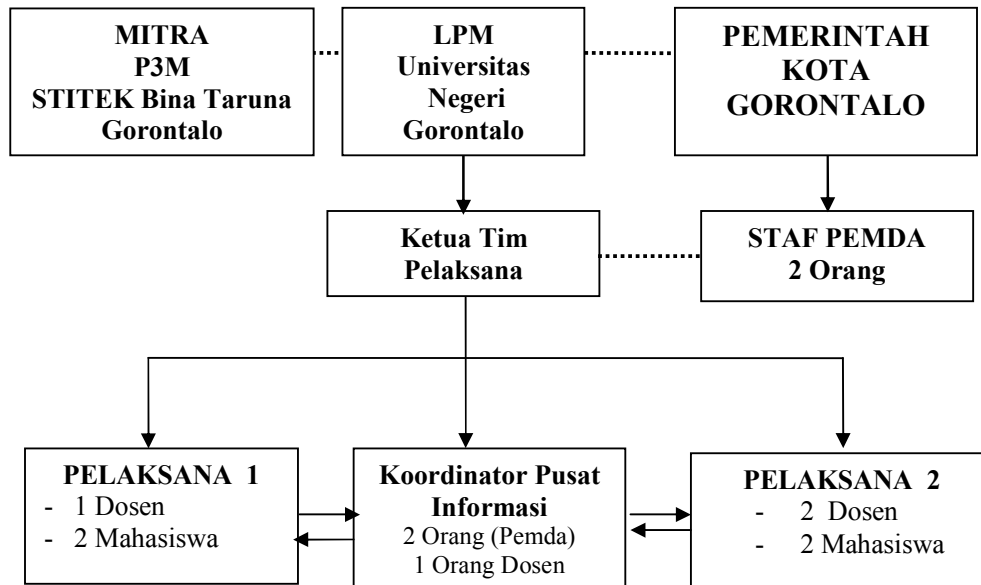 MITRA
P3M
STITEK Bina Taruna
Gorontalo
LPM
Universitas
Negeri
Gorontalo
PEMERINTAH
KOTA
GORONTALO
Ketua Tim
Pelaksana
STAF PEMDA
2 Orang
PELAKSANA 1
- 1 Dosen
- 2 Mahasiswa
Koordinator Pusat
Informasi
2 Orang (Pemda)
1 Orang Dosen
PELAKSANA 2
- 2 Dosen
- 2 Mahasiswa